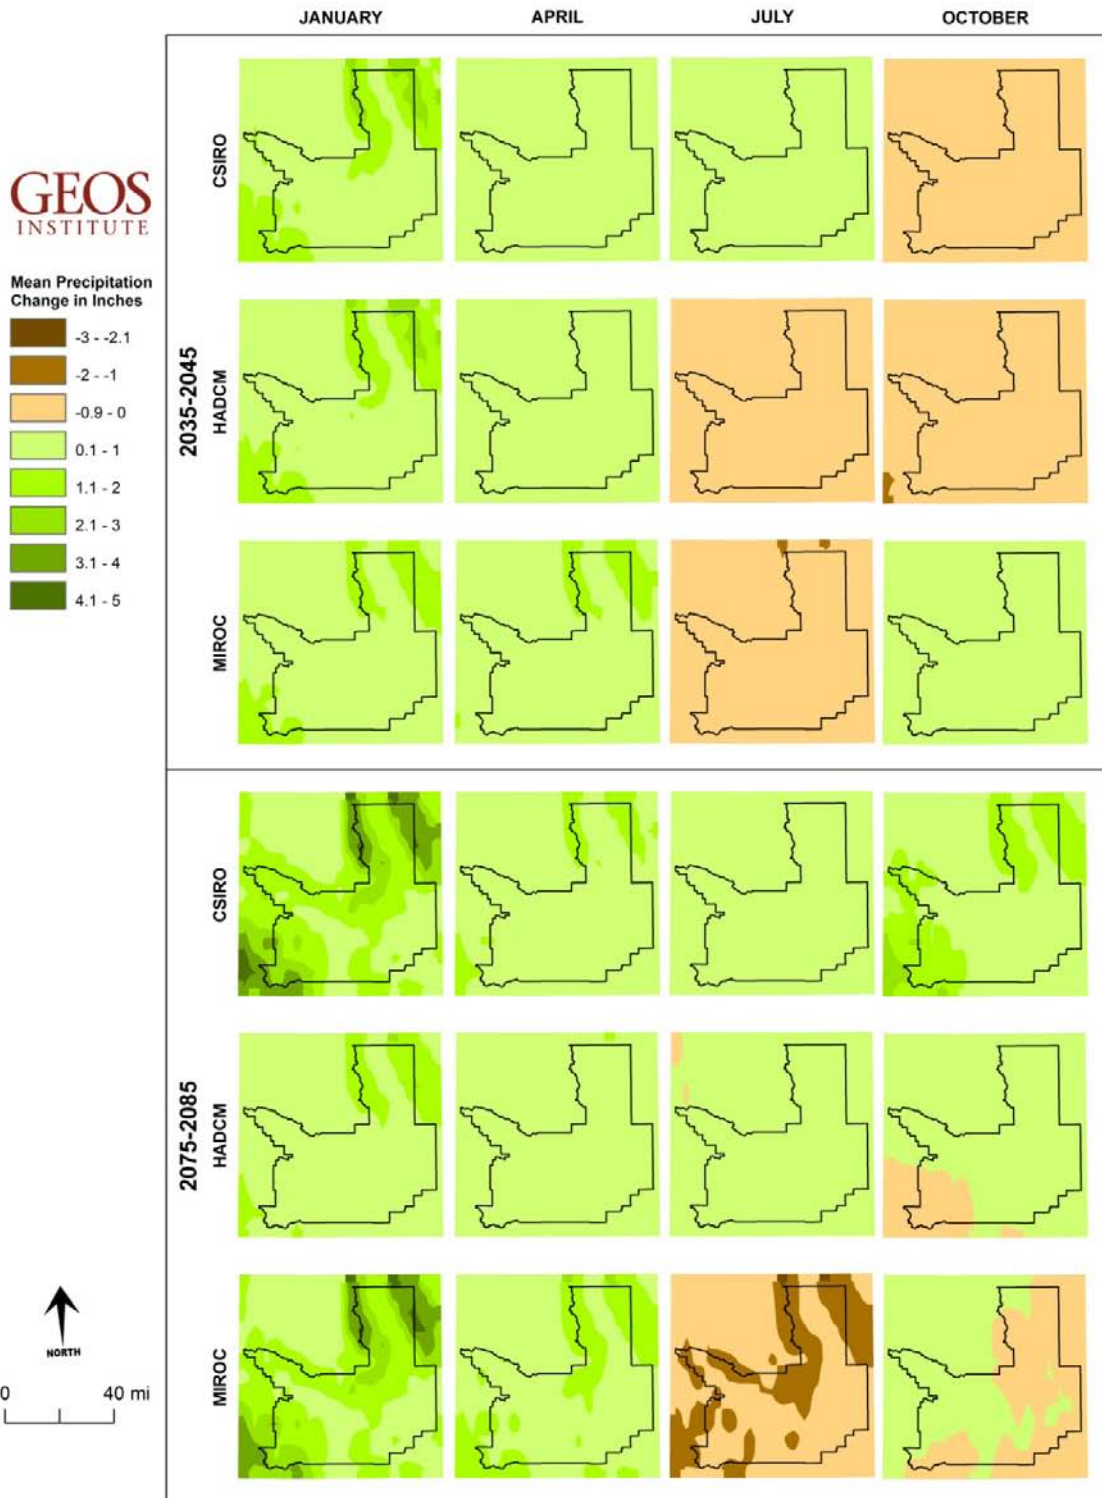 JANUARY APRIL JULY OCTOBER
GEOS
INSTITUTE
Mean Precipitation
Change in Inches
-3 - -2.1
-2 - -1
-0.9 - 0
0.1 - 1
1.1 - 2
2.1 - 3
3.1 - 4
4.1 - 5
2035-2045
CSIRO
HADCM
MIROC
2075-2085
CSIRO
HADCM
MIROC
NORTH
0 40 mi